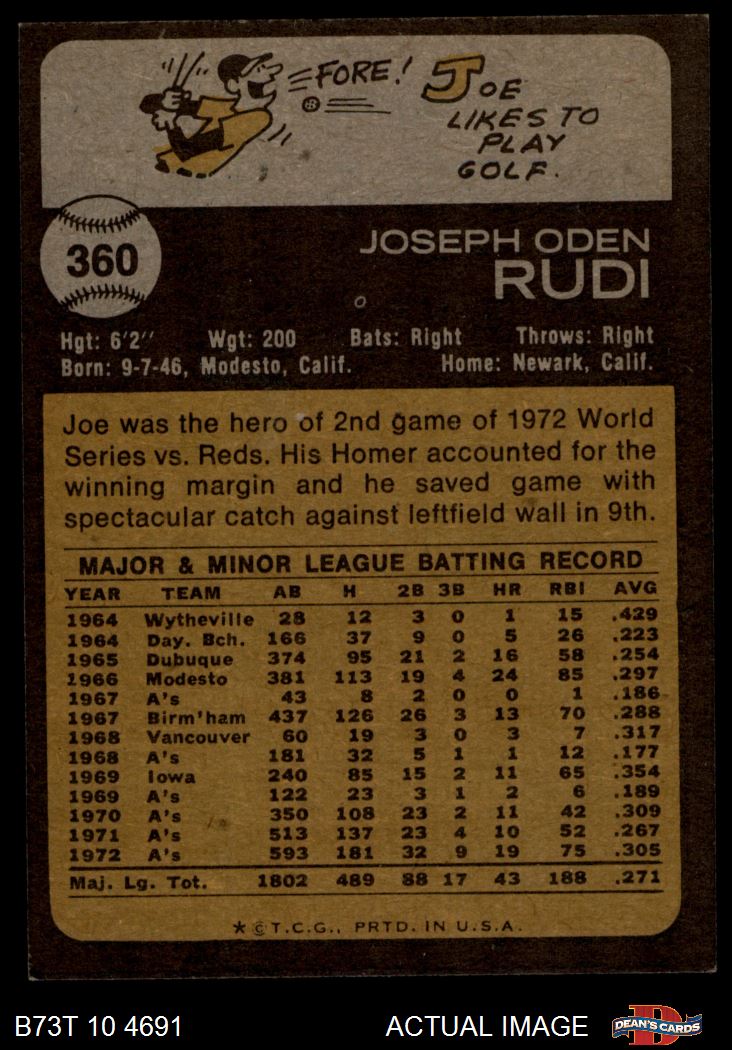 FORE!
JOE
LIKES TO
PLAY
GOLF.
360
JOSEPH ODEN
RUDI
Hgt: 6'2" Wgt: 200 Bats: Right Throws: Right
Born: 9-7-46, Modesto, Calif. Home: Newark, Calif.
Joe was the hero of 2nd game of 1972 World
Series vs. Reds. His Homer accounted for the
winning margin and he saved game with
spectacular catch against leftfield wall in 9th.
MAJOR & MINOR LEAGUE BATTING RECORD
YEAR TEAM AB H 2B 3B HR RBI AVG
1964 Wytheville 28 12 3 0 1 15 .429
1964 Day. Bch. 166 37 9 0 5 26 .223
1965 Dubuque 374 95 21 2 16 58 .254
1966 Modesto 381 113 19 4 24 85 .297
1967 A's 43 8 2 0 0 1 .186
1967 Birm'ham 437 126 26 3 13 70 .288
1968 Vancouver 60 19 3 0 3 7 .317
1968 A's 181 32 5 1 1 12 .177
1969 Iowa 240 85 15 2 11 65 .354
1969 A's 122 23 3 1 2 6 .189
1970 A's 350 108 23 2 11 42 .309
1971 A's 513 137 23 4 10 52 .267
1972 A's 593 181 32 9 19 75 .305
Maj. Lg. Tot. 1802 489 88 17 43 188 .271
★ © T.C.G., PRTD. IN U.S.A.
B73T 10 4691 ACTUAL IMAGE DEAN'S CARDS